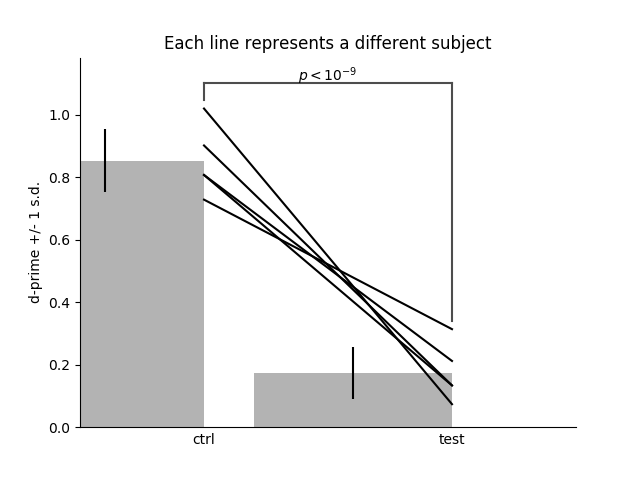 Each line represents a different subject
p < 10⁻⁹
d-prime +/- 1 s.d.
1.0
0.8
0.6
0.4
0.2
0.0
ctrl test